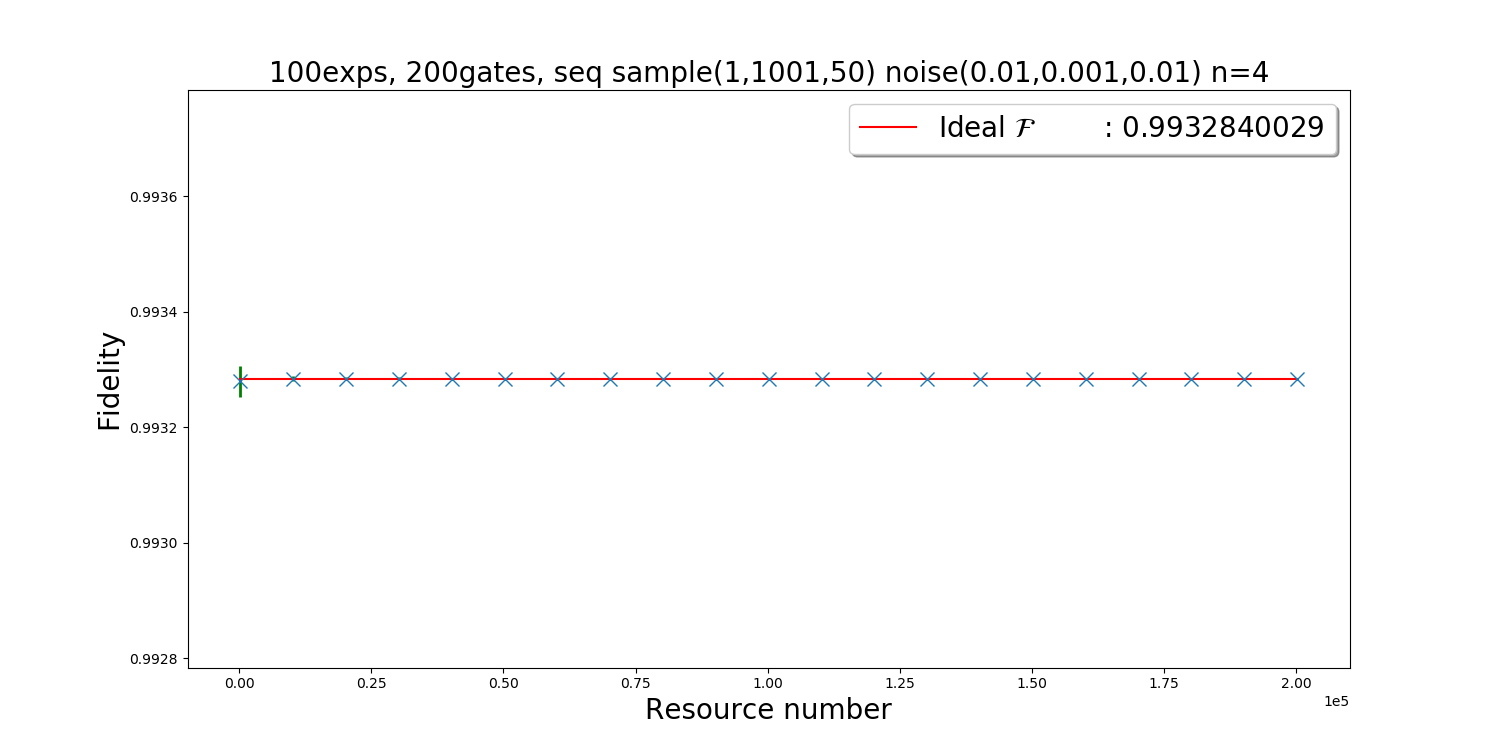 100exps, 200gates, seq sample(1,1001,50) noise(0.01,0.001,0.01) n=4
Ideal ℱ : 0.9932840029
0.9936
0.9934
0.9932
0.9930
0.9928
Fidelity
0.00 0.25 0.50 0.75 1.00 1.25 1.50 1.75 2.00
1e5
Resource number